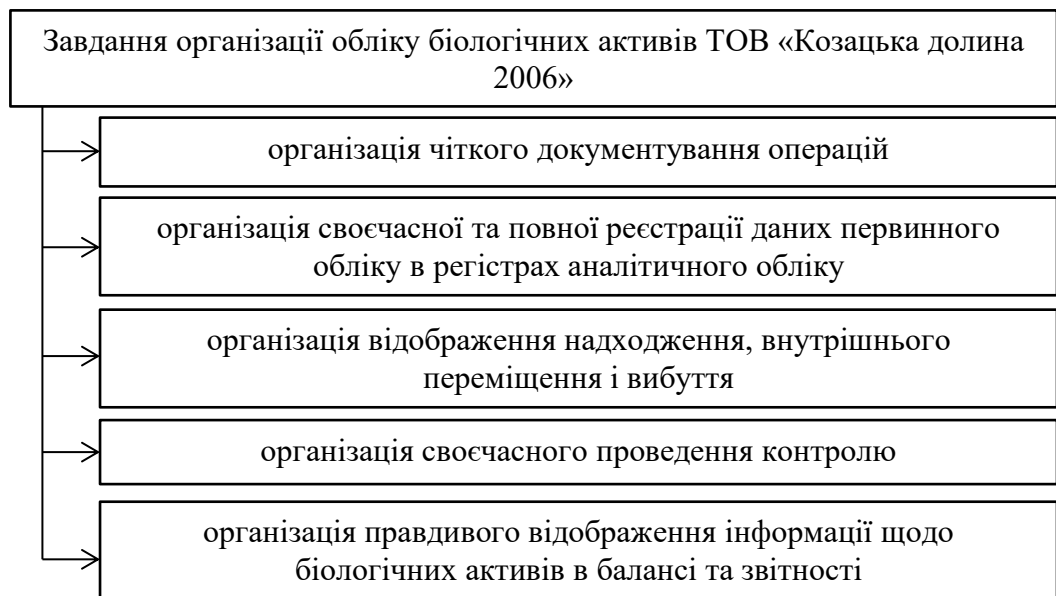 Завдання організації обліку біологічних активів ТОВ «Козацька долина
2006»
організація чіткого документування операцій
організація своєчасної та повної реєстрації даних первинного
обліку в регістрах аналітичного обліку
організація відображення надходження, внутрішнього
переміщення і вибуття
організація своєчасного проведення контролю
організація правдивого відображення інформації щодо
біологічних активів в балансі та звітності